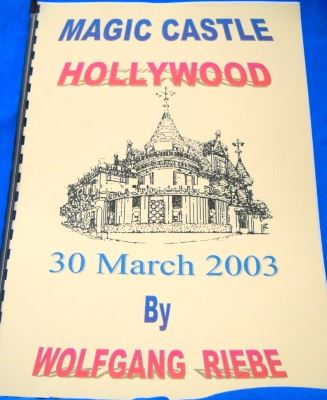 MAGIC CASTLE
HOLLYWOOD
30 March 2003
By
WOLFGANG RIEBE